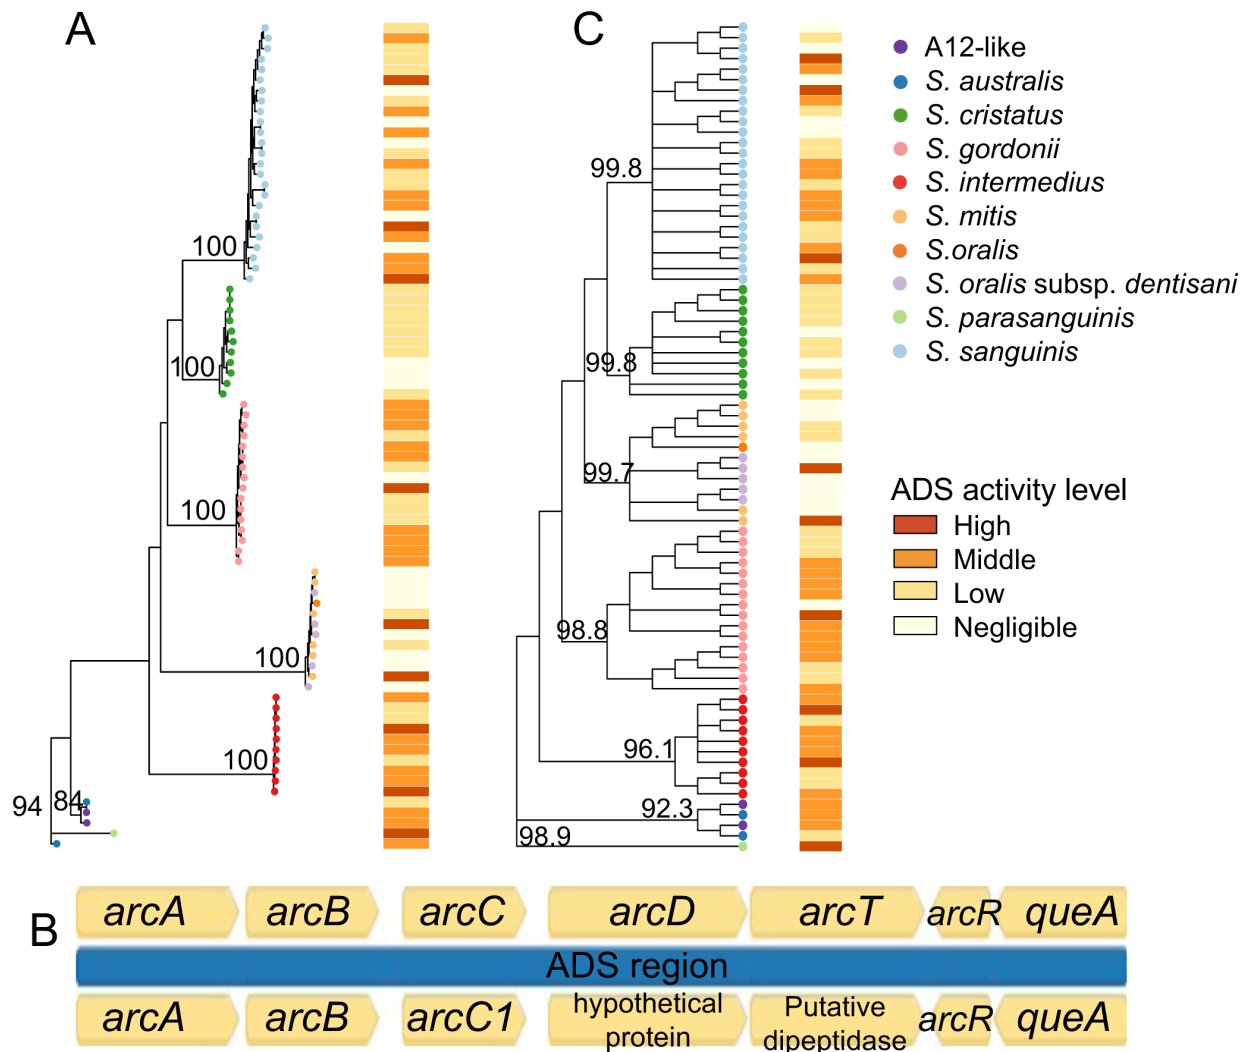 A
C
100
100
100
100
100
94
84
99.8
99.8
99.7
98.8
96.1
92.3
98.9
A12-like
S. australis
S. cristatus
S. gordonii
S. intermedius
S. mitis
S.oralis
S. oralis subsp. dentisani
S. parasanguinis
S. sanguinis
ADS activity level
High
Middle
Low
Negligible
B
arcA arcB arcC arcD arcT arcR queA
ADS region
arcA arcB arcC1 hypothetical protein Putative dipeptidase arcR queA